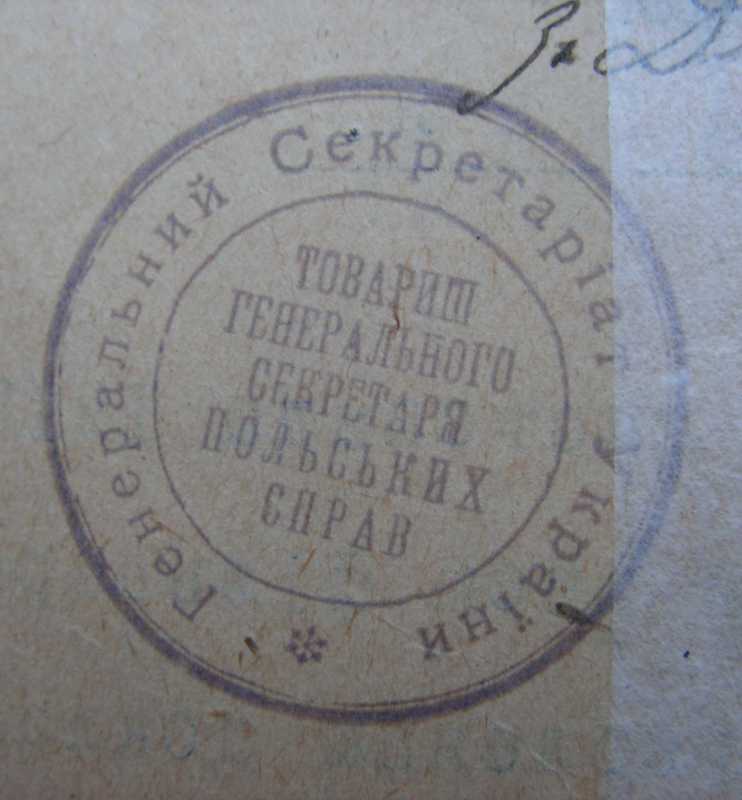 Генеральний Секретаріат України
ТОВАРИШ
ГЕНЕРАЛЬНОГО
СЕКРЕТАРЯ
ПОЛЬСЬКИХ
СПРАВ